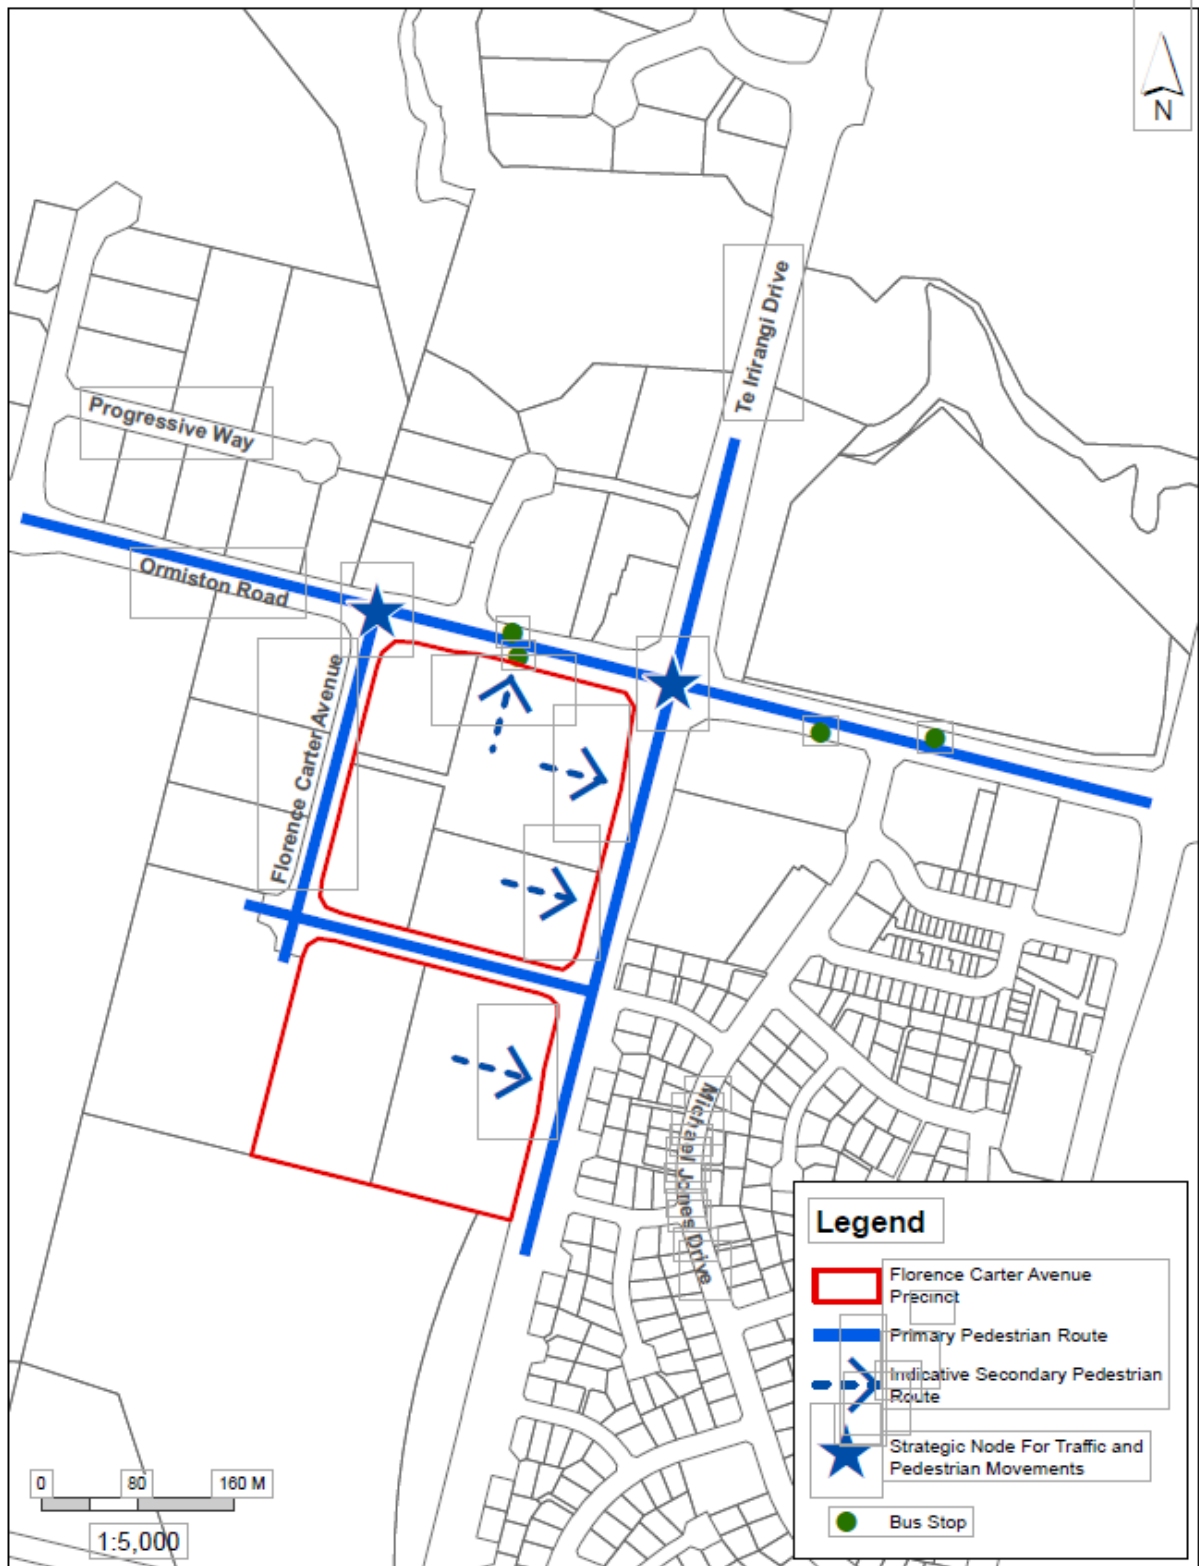 N
Te Irirangi Drive
Progressive Way
Ormiston Road
Florence Carter Avenue
Michael Jones Drive
Legend
Florence Carter Avenue
Precinct
Primary Pedestrian Route
Indicative Secondary Pedestrian
Route
Strategic Node For Traffic and
Pedestrian Movements
Bus Stop
0 80 160 M
1:5,000